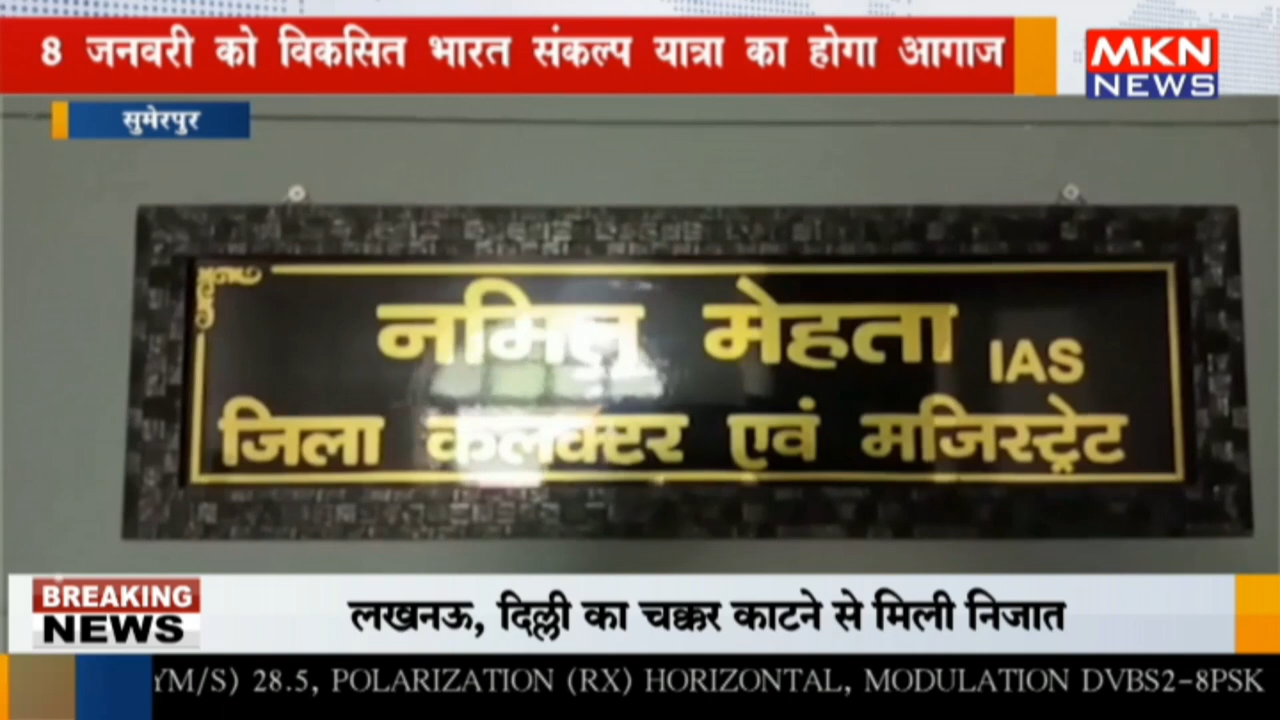 8 जनवरी को विकसित भारत संकल्प यात्रा का होगा आगाज
MKN
NEWS
सुमेरपुर
नमित मेहता IAS
जिला कलक्टर एवं मजिस्ट्रेट
BREAKING
NEWS
लखनऊ, दिल्ली का चक्कर काटने से मिली निजात
YM/S) 28.5, POLARIZATION (RX) HORIZONTAL, MODULATION DVBS2-8PSK